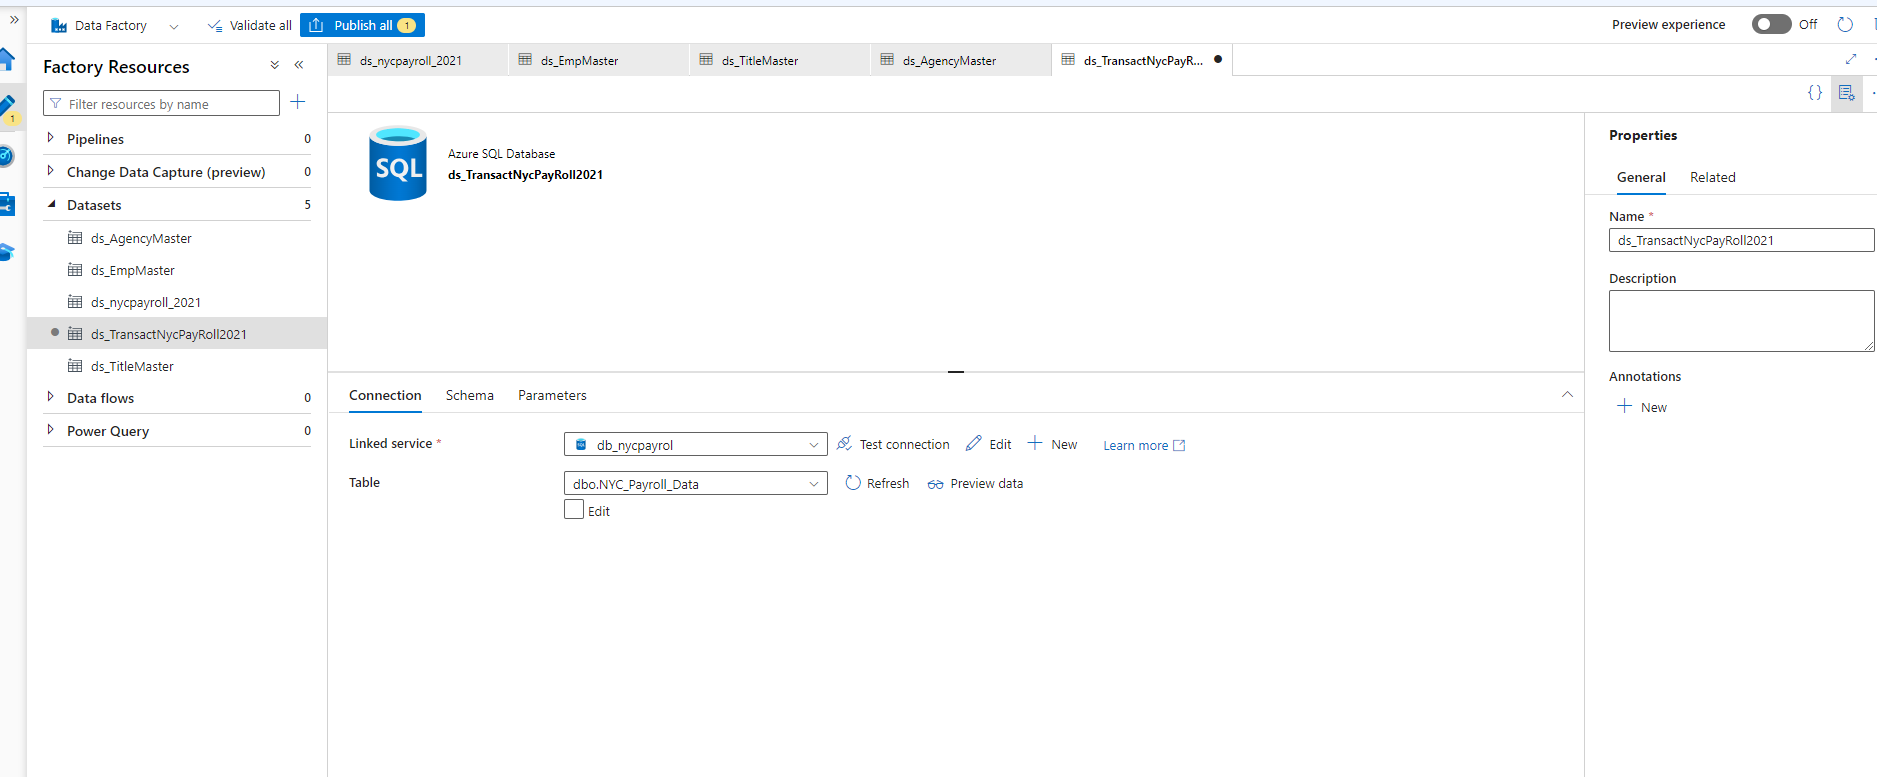 Data Factory
Validate all
Publish all 1
Preview experience
Off
Factory Resources
Filter resources by name
Pipelines 0
Change Data Capture (preview) 0
Datasets 5
ds_AgencyMaster
ds_EmpMaster
ds_nycpayroll_2021
ds_TransactNycPayRoll2021
ds_TitleMaster
Data flows 0
Power Query 0
1
ds_nycpayroll_2021
ds_EmpMaster
ds_TitleMaster
ds_AgencyMaster
ds_TransactNycPayR...
{}
SQL
Azure SQL Database
ds_TransactNycPayRoll2021
Connection
Schema
Parameters
Linked service *
db_nycpayrol
Test connection
Edit
New
Learn more
Table
dbo.NYC_Payroll_Data
Refresh
Preview data
Edit
Properties
General
Related
Name *
ds_TransactNycPayRoll2021
Description
Annotations
New